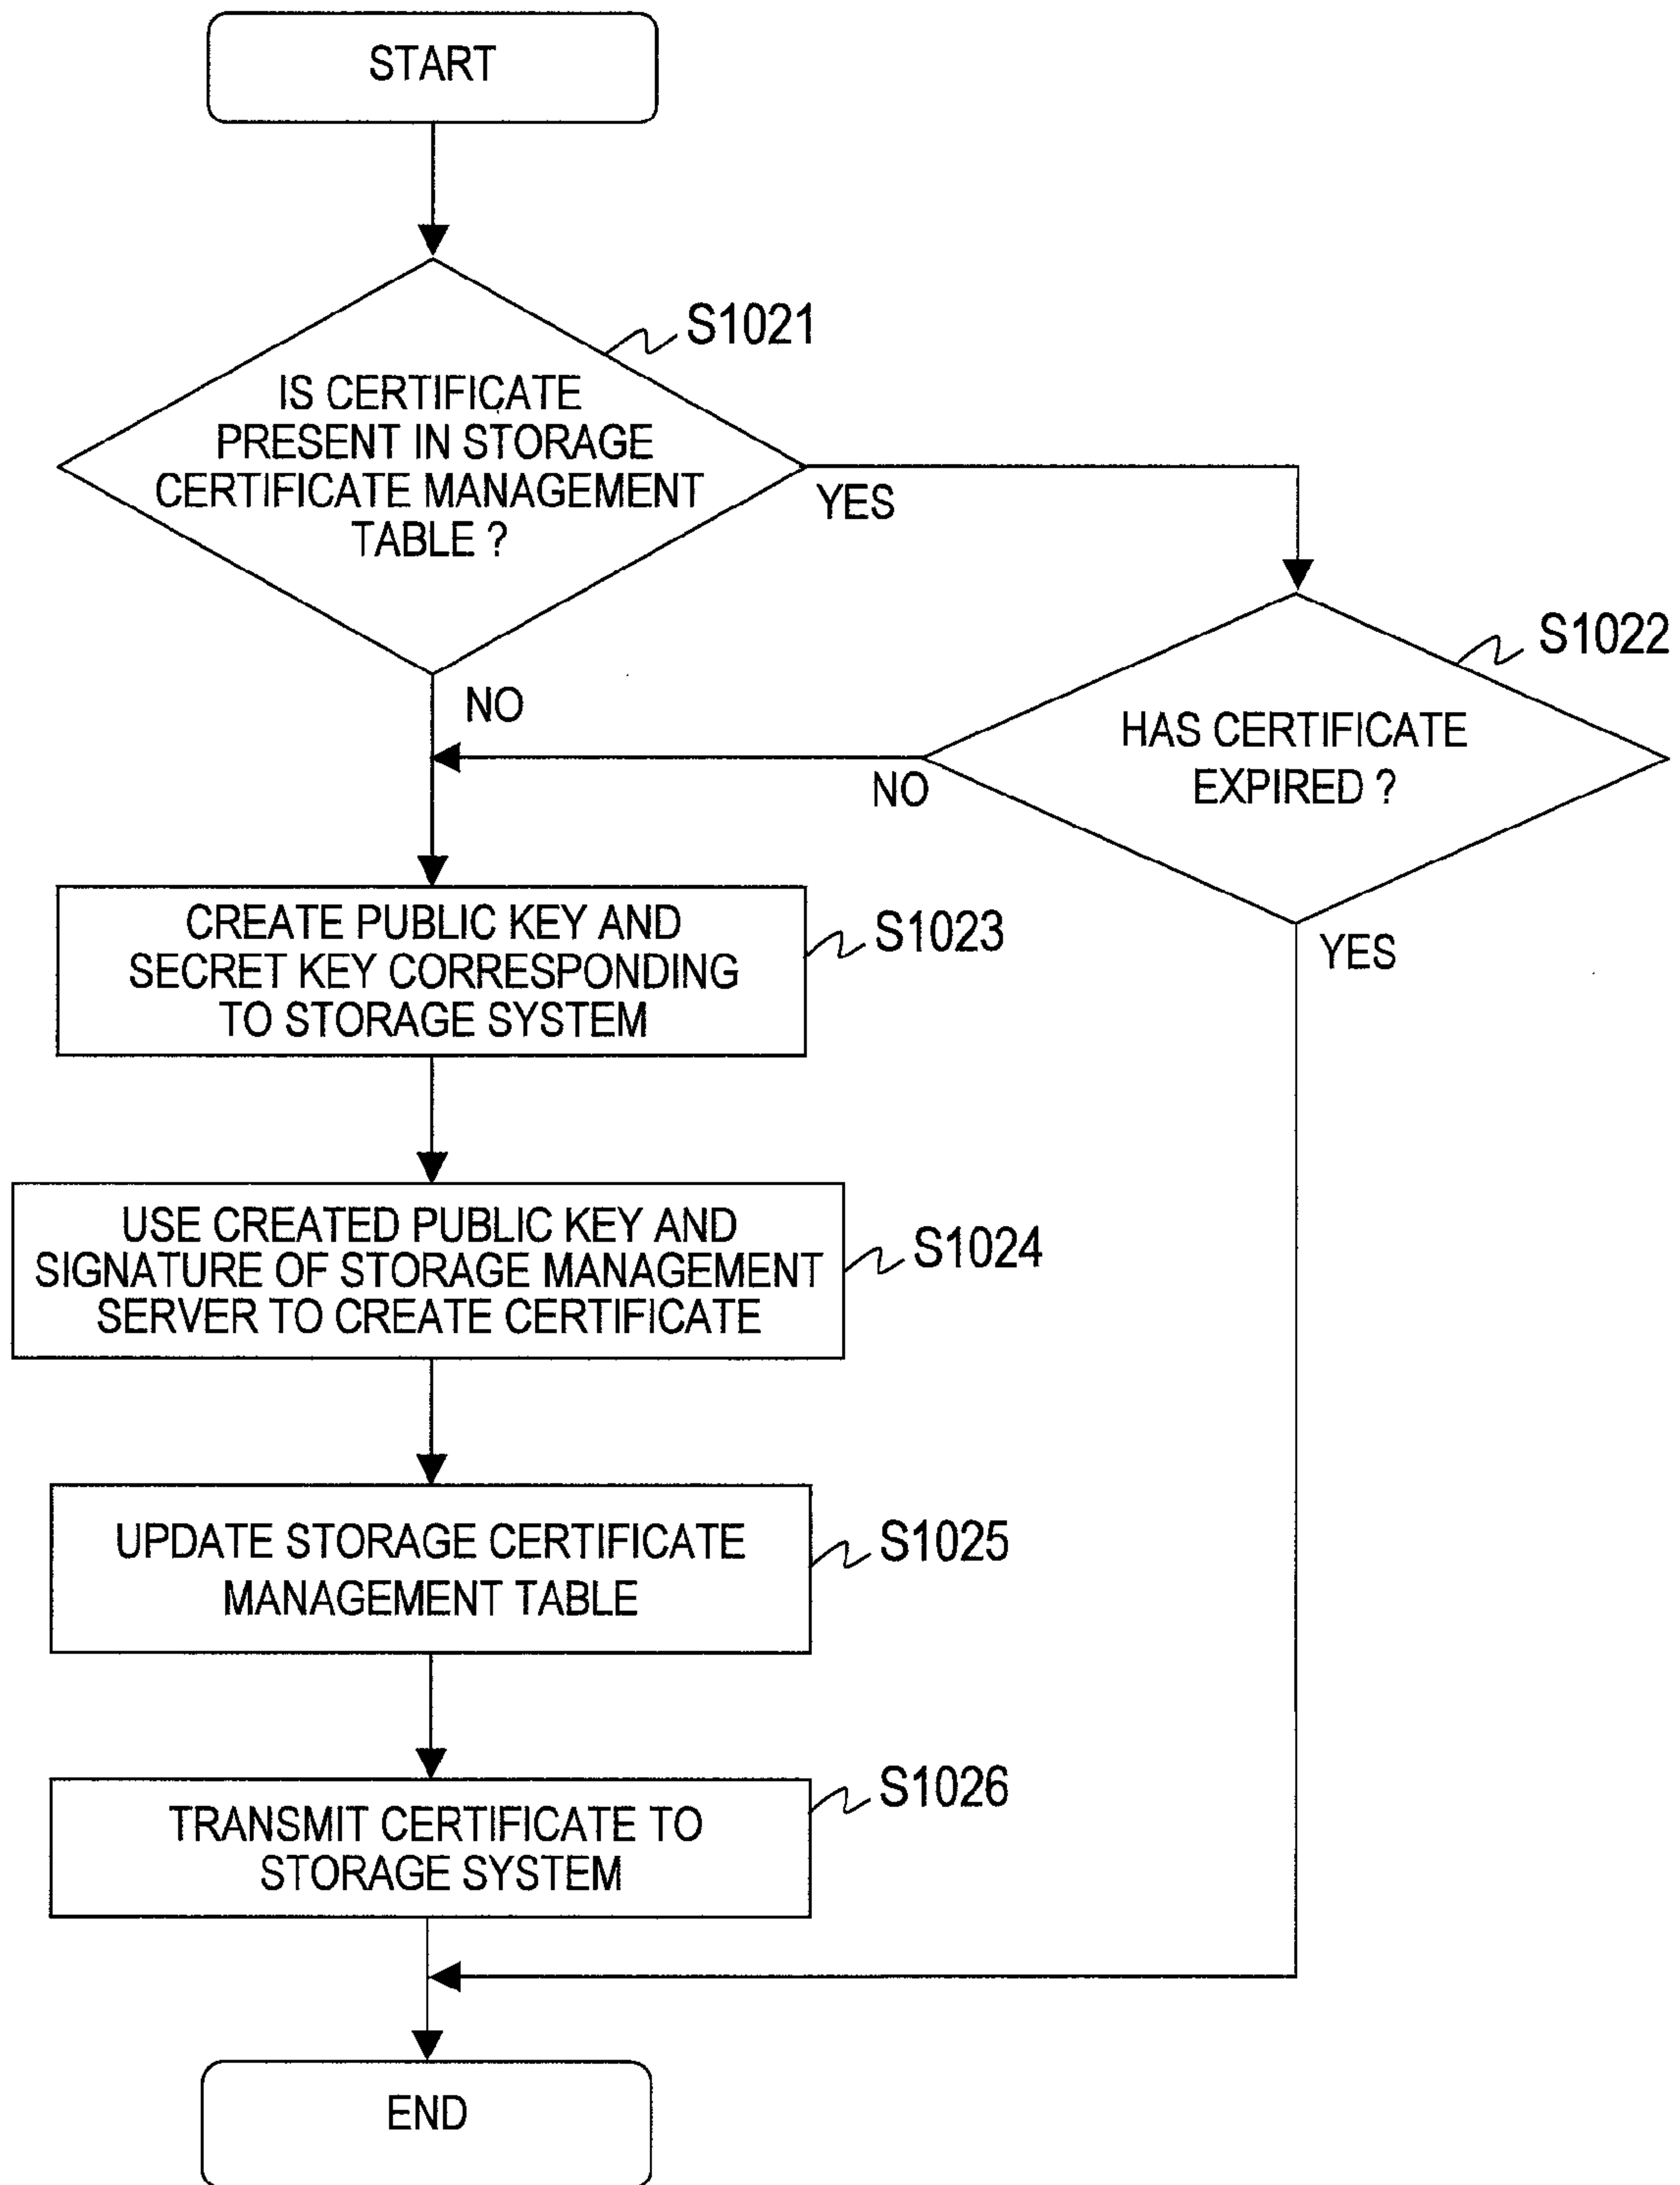 START
S1021
IS CERTIFICATE
PRESENT IN STORAGE
CERTIFICATE MANAGEMENT
TABLE ?
YES
NO
S1022
HAS CERTIFICATE
EXPIRED ?
NO
YES
CREATE PUBLIC KEY AND
SECRET KEY CORRESPONDING
TO STORAGE SYSTEM
S1023
USE CREATED PUBLIC KEY AND
SIGNATURE OF STORAGE MANAGEMENT
SERVER TO CREATE CERTIFICATE
S1024
UPDATE STORAGE CERTIFICATE
MANAGEMENT TABLE
S1025
TRANSMIT CERTIFICATE TO
STORAGE SYSTEM
S1026
END